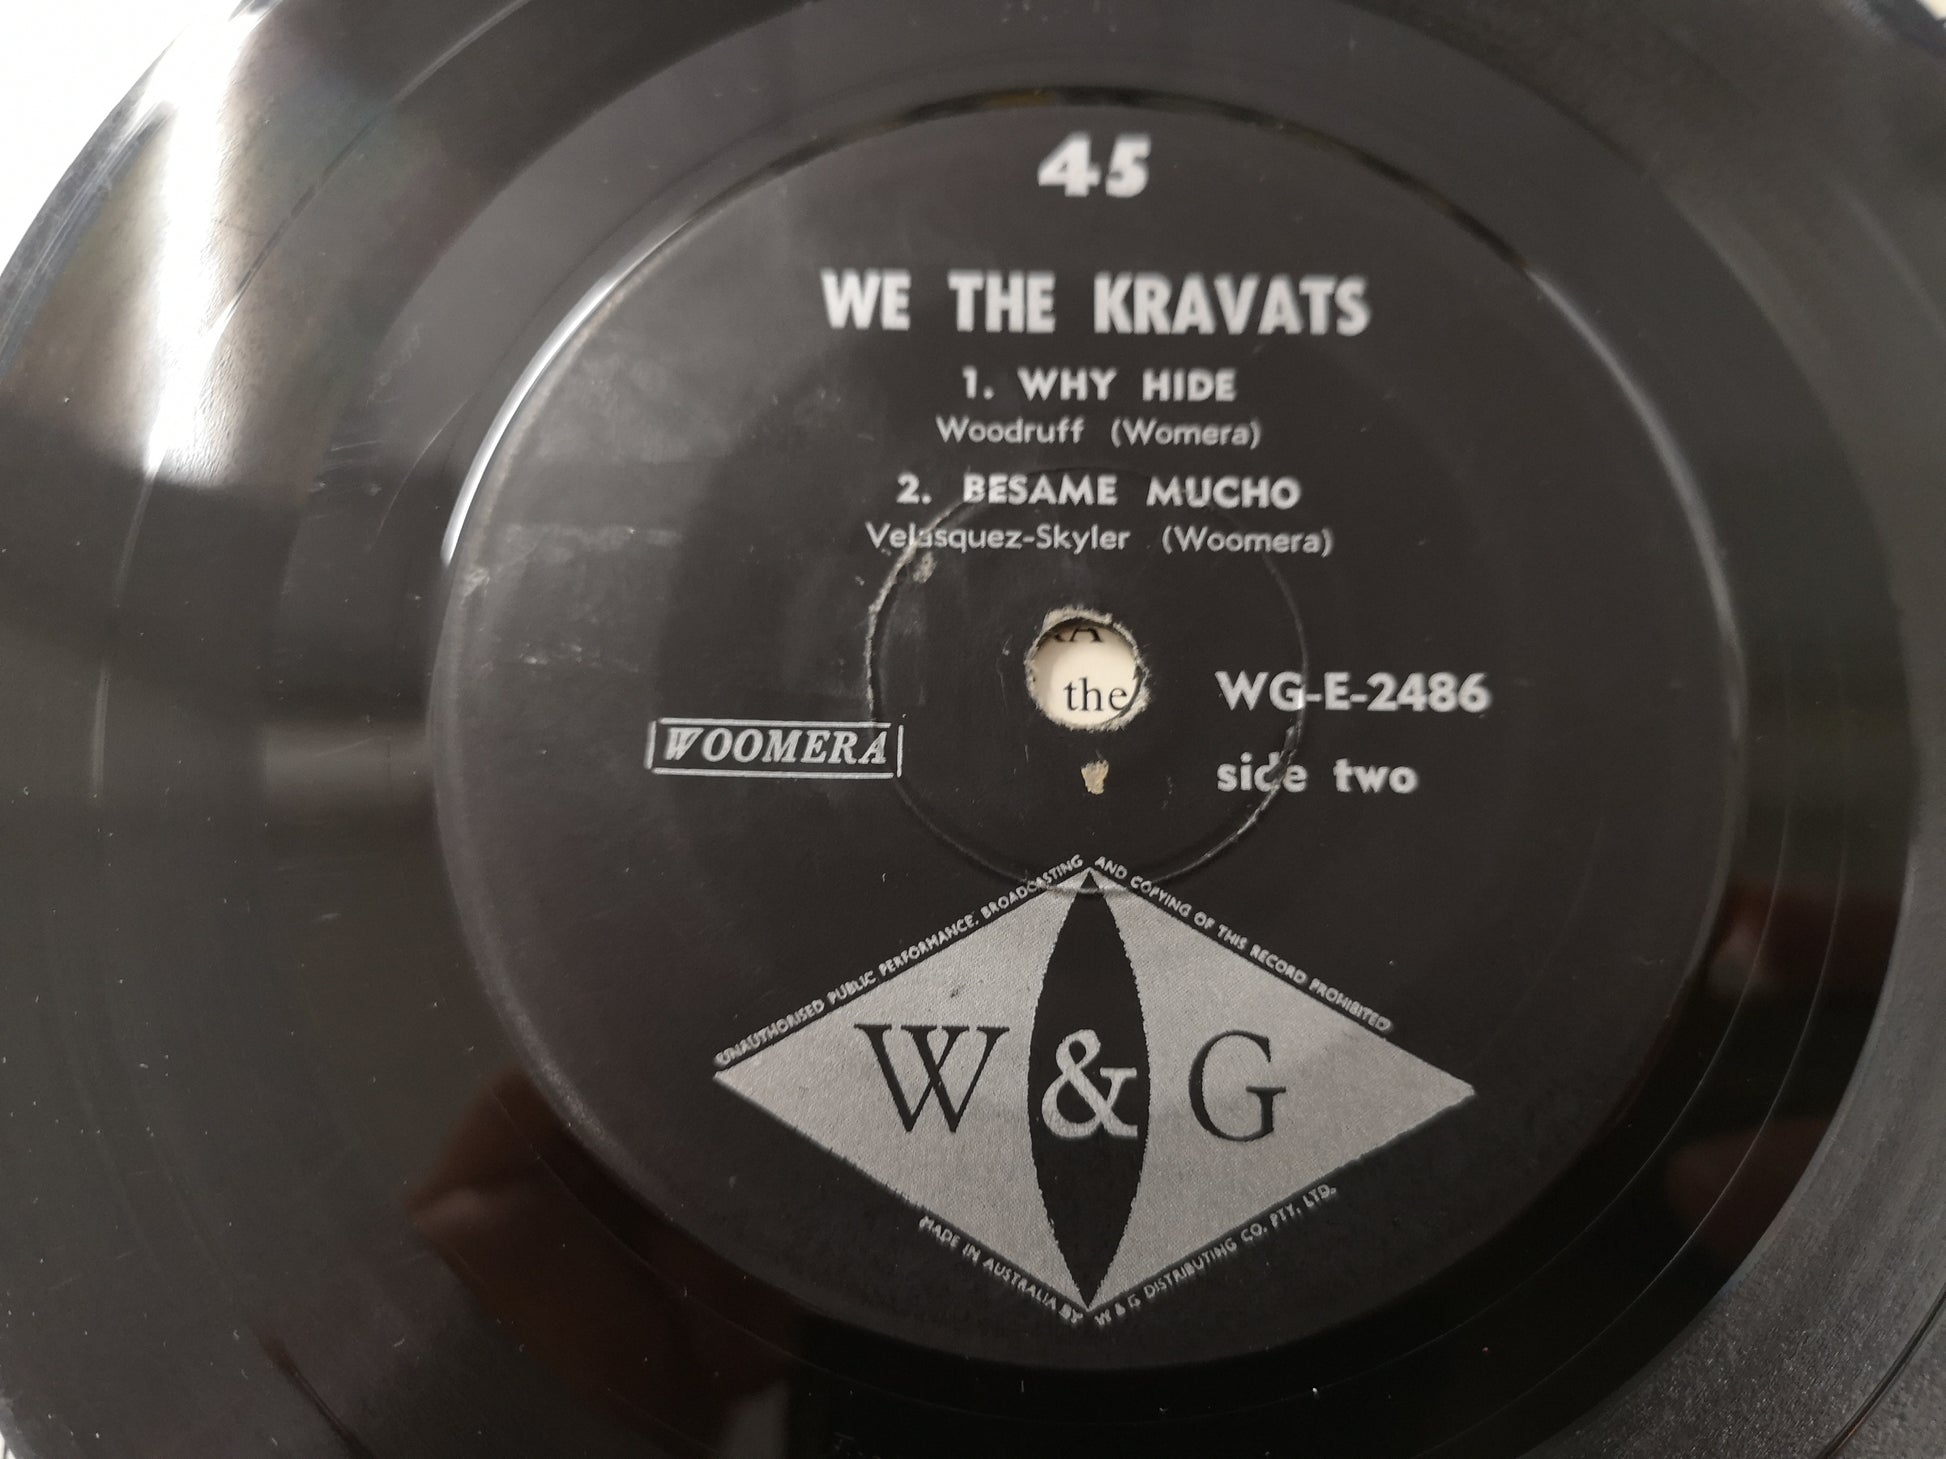 45
WE THE KRAVATS
1. WHY HIDE
Woodruff (Womera)
2. BESAME MUCHO
Velasquez-Skyler (Woomera)
the
WG-E-2486
WOOMERA
side two
UNAUTHORISED PUBLIC PERFORMANCE, BROADCASTING AND COPYING OF THIS RECORD PROHIBITED
W & G
MADE IN AUSTRALIA BY W & G DISTRIBUTING CO. PTY. LTD.